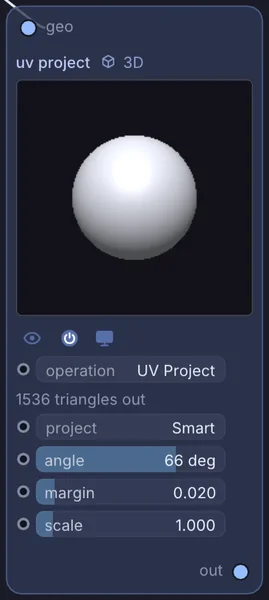 geo
uv project 3D
operation UV Project
1536 triangles out
project Smart
angle 66 deg
margin 0.020
scale 1.000
out